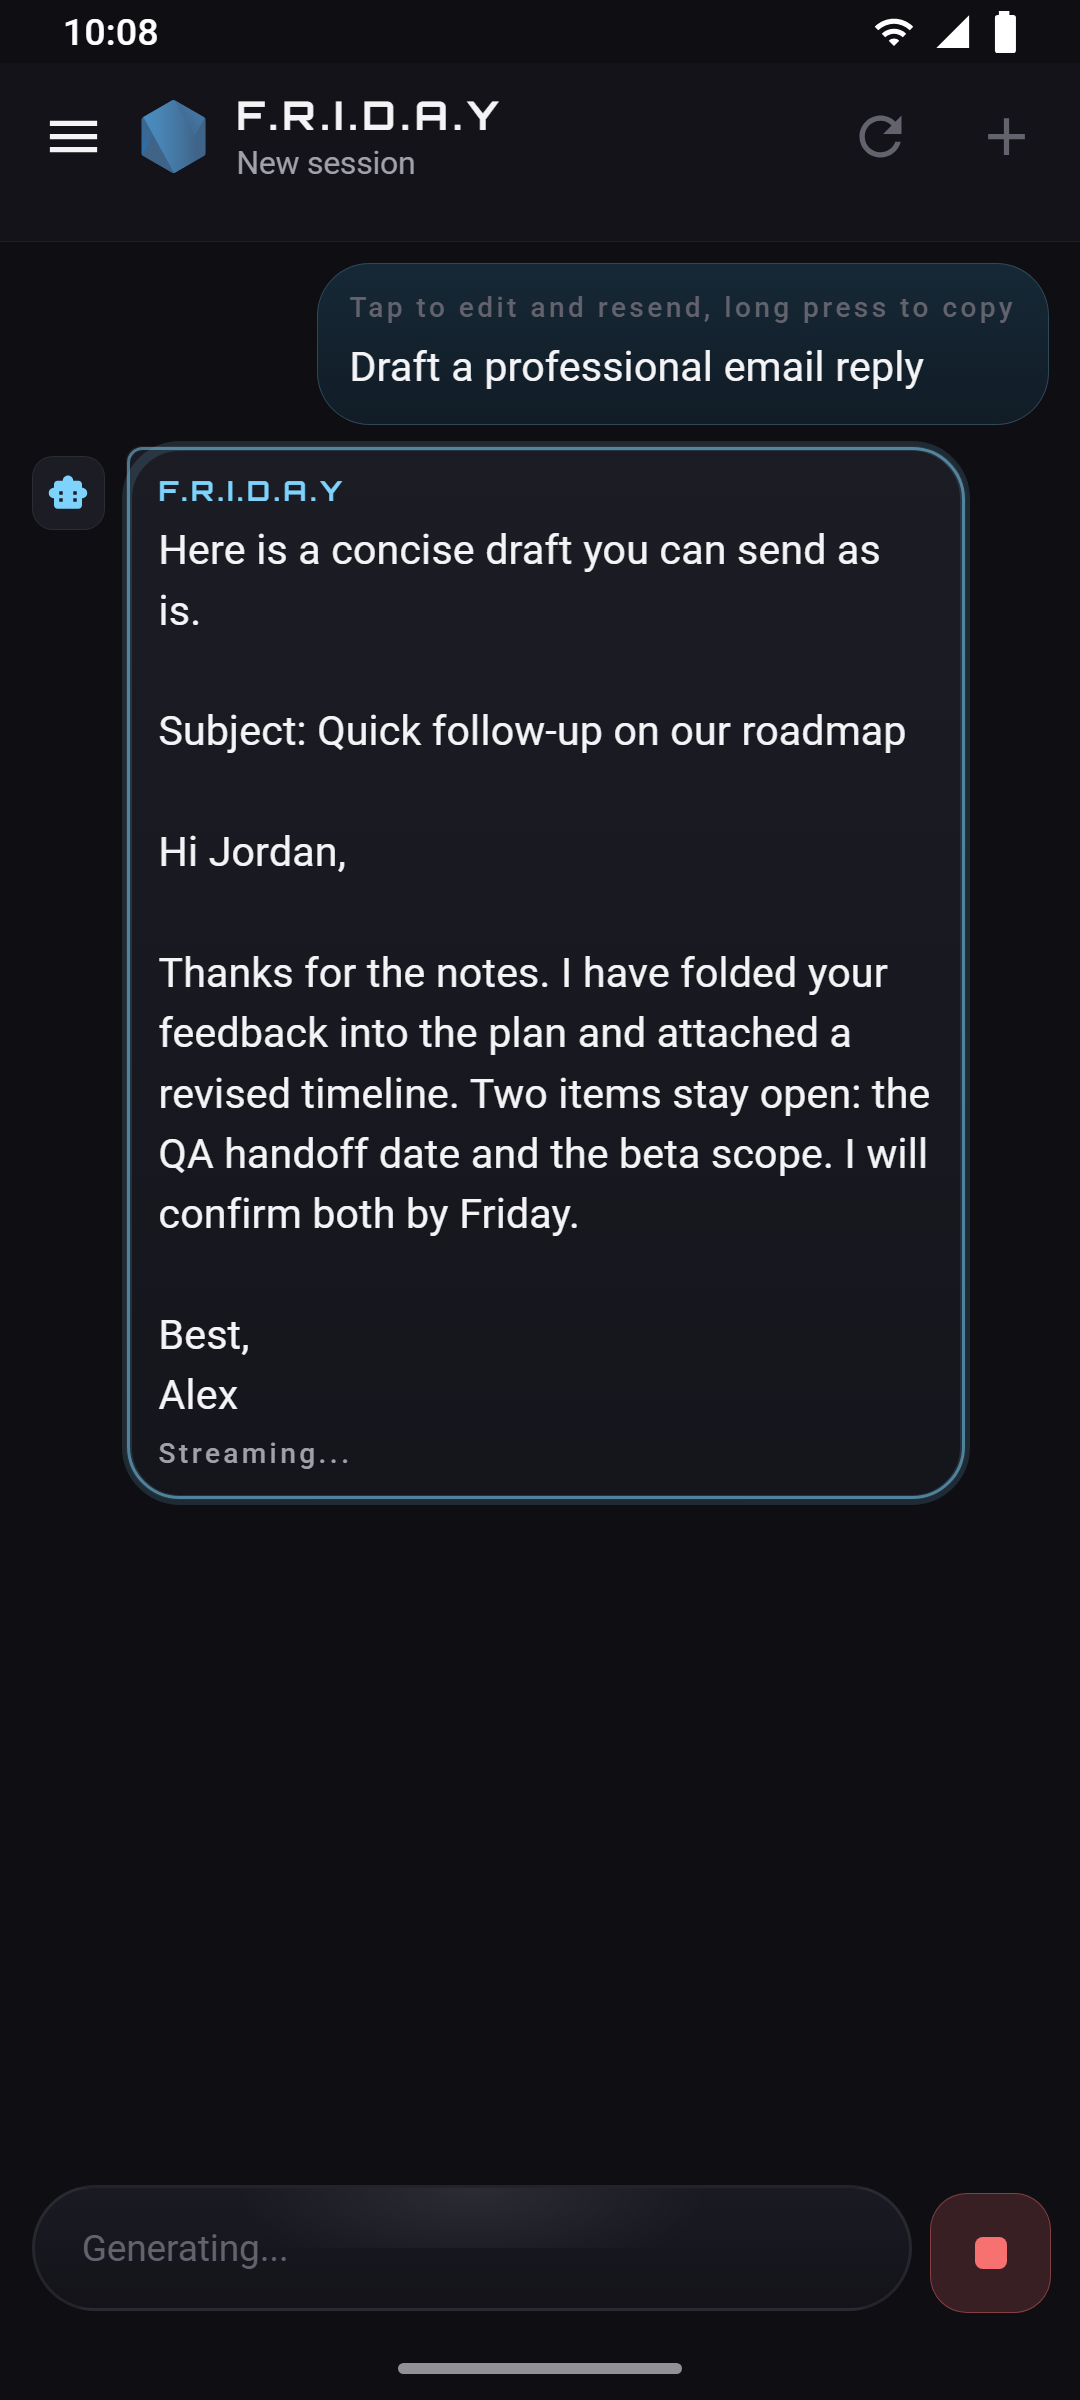 10:08
F.R.I.D.A.Y
New session
Tap to edit and resend, long press to copy
Draft a professional email reply
F.R.I.D.A.Y
Here is a concise draft you can send as
is.
Subject: Quick follow-up on our roadmap
Hi Jordan,
Thanks for the notes. I have folded your
feedback into the plan and attached a
revised timeline. Two items stay open: the
QA handoff date and the beta scope. I will
confirm both by Friday.
Best,
Alex
Streaming...
Generating...